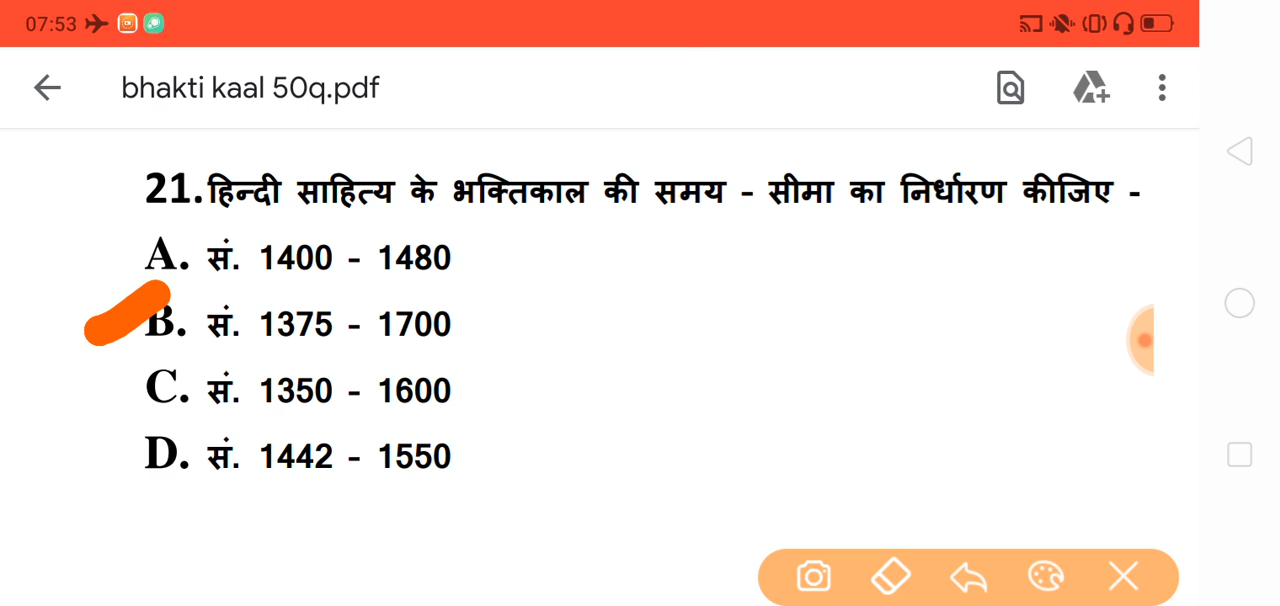 07:53
bhakti kaal 50q.pdf
21. हिन्दी साहित्य के भक्तिकाल की समय - सीमा का निर्धारण कीजिए -
A. सं. 1400 - 1480
B. सं. 1375 - 1700
C. सं. 1350 - 1600
D. सं. 1442 - 1550